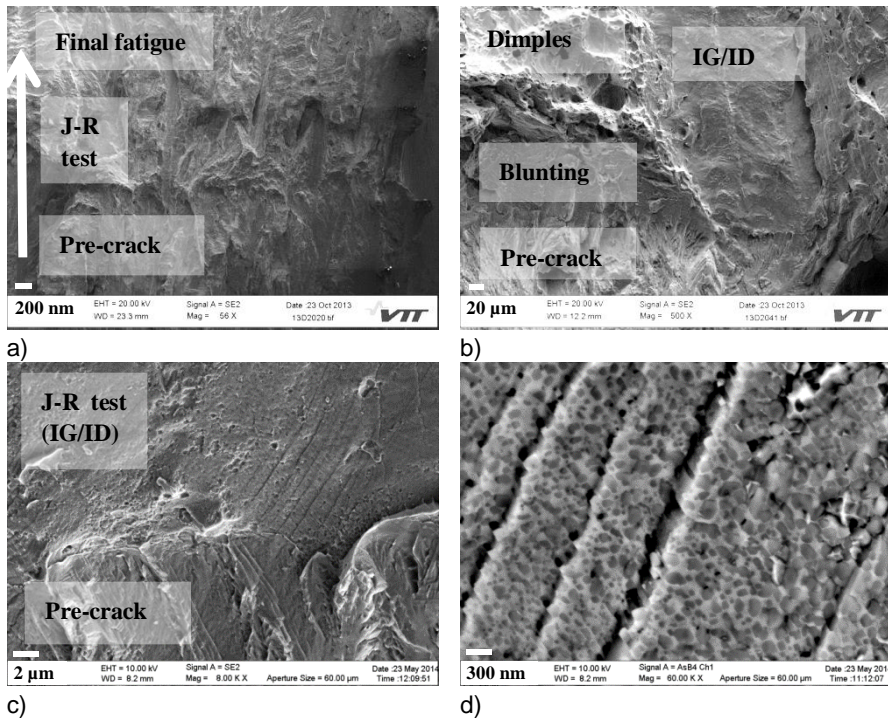 Final fatigue
J-R
test
Pre-crack
200 nm
EHT = 20.00 kV
WD = 23.3 mm
Signal A = SE2
Mag = 56 X
Date :23 Oct 2013
13D2020.tif
VTT
a)
Dimples
IG/ID
Blunting
Pre-crack
20 µm
EHT = 20.00 kV
WD = 12.2 mm
Signal A = SE2
Mag = 500 X
Date :23 Oct 2013
13D2041.tif
VTT
b)
J-R test
(IG/ID)
Pre-crack
2 µm
EHT = 10.00 kV
WD = 8.2 mm
Signal A = SE2
Mag = 8.00 K X
Aperture Size = 60.00 µm
Date :23 May 2014
Time :12:09:51
c)
300 nm
EHT = 10.00 kV
WD = 8.2 mm
Signal A = AsB4 Ch1
Mag = 60.00 K X
Aperture Size = 60.00 µm
Date :23 May 2014
Time :11:12:07
d)